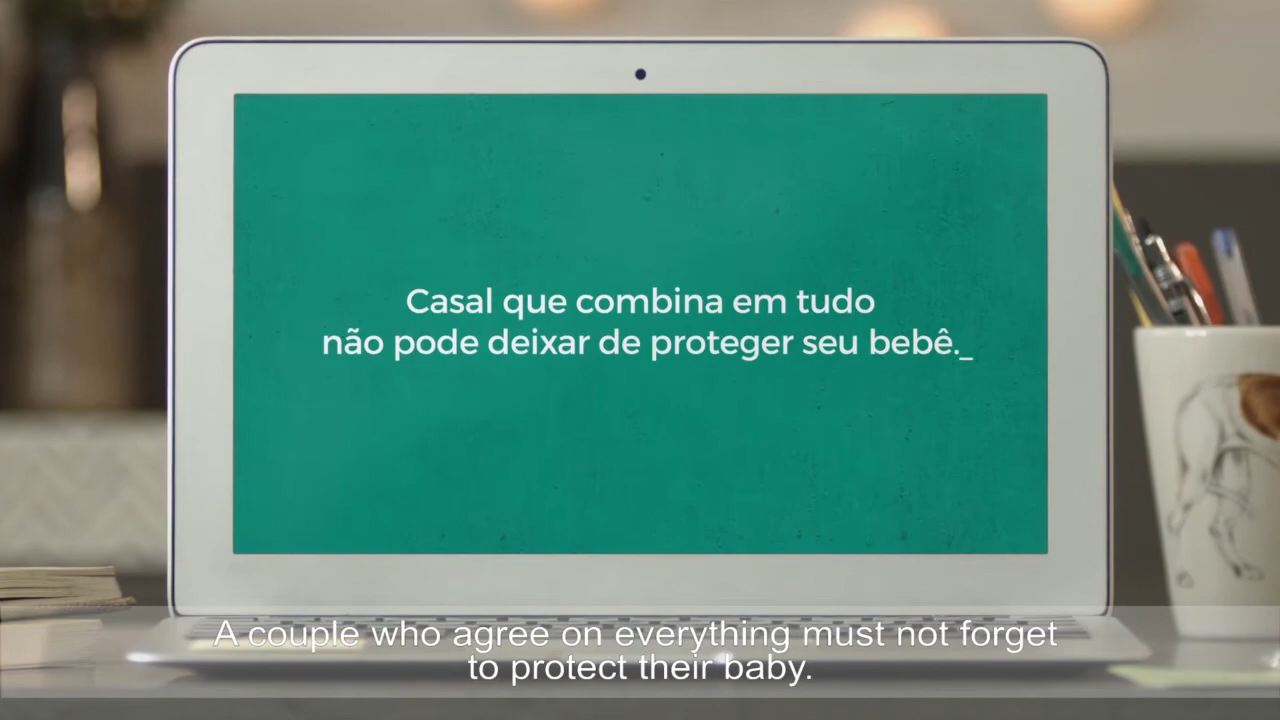 Casal que combina em tudo
não pode deixar de proteger seu bebê._
A couple who agree on everything must not forget
to protect their baby.